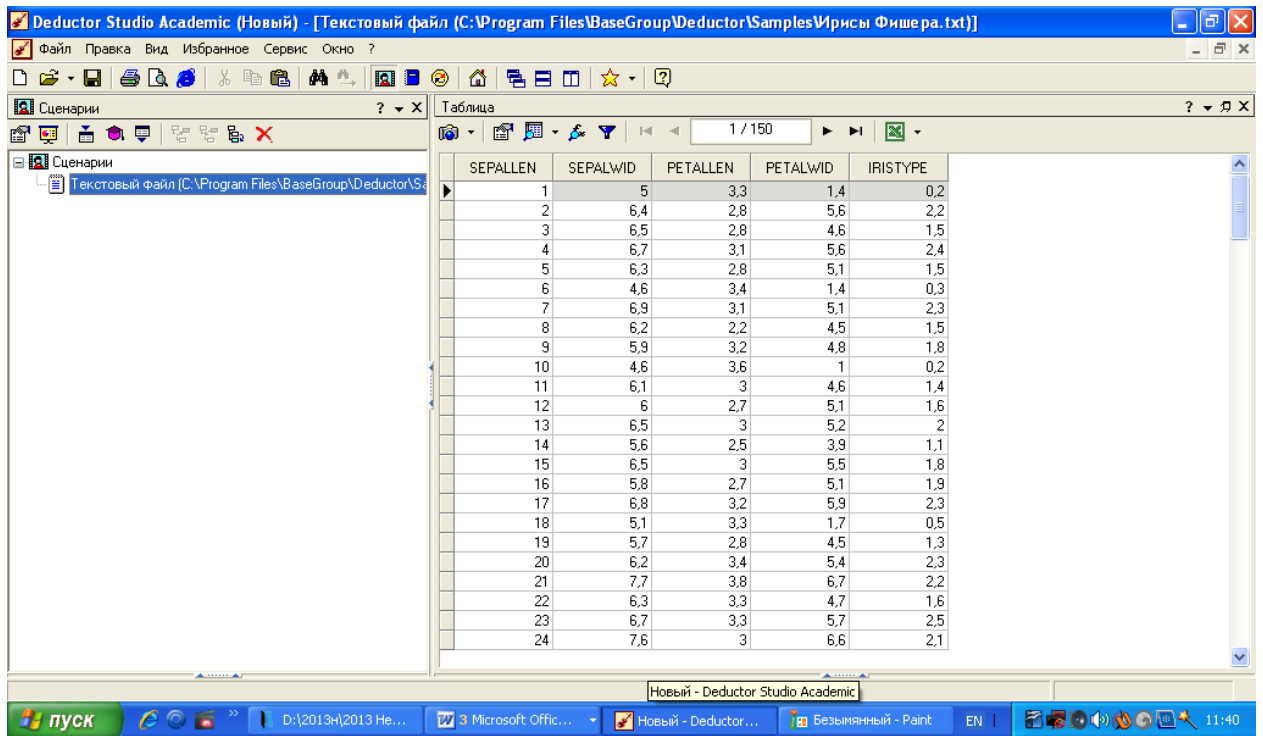 Deductor Studio Academic (Новый) - [Текстовый файл (C:\Program Files\BaseGroup\Deductor\Samples\Ирисы Фишера.txt)]
Файл Правка Вид Избранное Сервис Окно ?
Сценарии ?
Таблица ?
1 / 150
Сценарии
Текстовый файл (C:\Program Files\BaseGroup\Deductor\Sa
SEPALLEN SEPALWID PETALLEN PETALWID IRISTYPE
1 5 3,3 1,4 0,2
2 6,4 2,8 5,6 2,2
3 6,5 2,8 4,6 1,5
4 6,7 3,1 5,6 2,4
5 6,3 2,8 5,1 1,5
6 4,6 3,4 1,4 0,3
7 6,9 3,1 5,1 2,3
8 6,2 2,2 4,5 1,5
9 5,9 3,2 4,8 1,8
10 4,6 3,6 1 0,2
11 6,1 3 4,6 1,4
12 6 2,7 5,1 1,6
13 6,5 3 5,2 2
14 5,6 2,5 3,9 1,1
15 6,5 3 5,5 1,8
16 5,8 2,7 5,1 1,9
17 6,8 3,2 5,9 2,3
18 5,1 3,3 1,7 0,5
19 5,7 2,8 4,5 1,3
20 6,2 3,4 5,4 2,3
21 7,7 3,8 6,7 2,2
22 6,3 3,3 4,7 1,6
23 6,7 3,3 5,7 2,5
24 7,6 3 6,6 2,1
Новый - Deductor Studio Academic
пуск » D:\2013н\2013 Не... 3 Microsoft Offic... Новый - Deductor... Безымянный - Paint EN 11:40